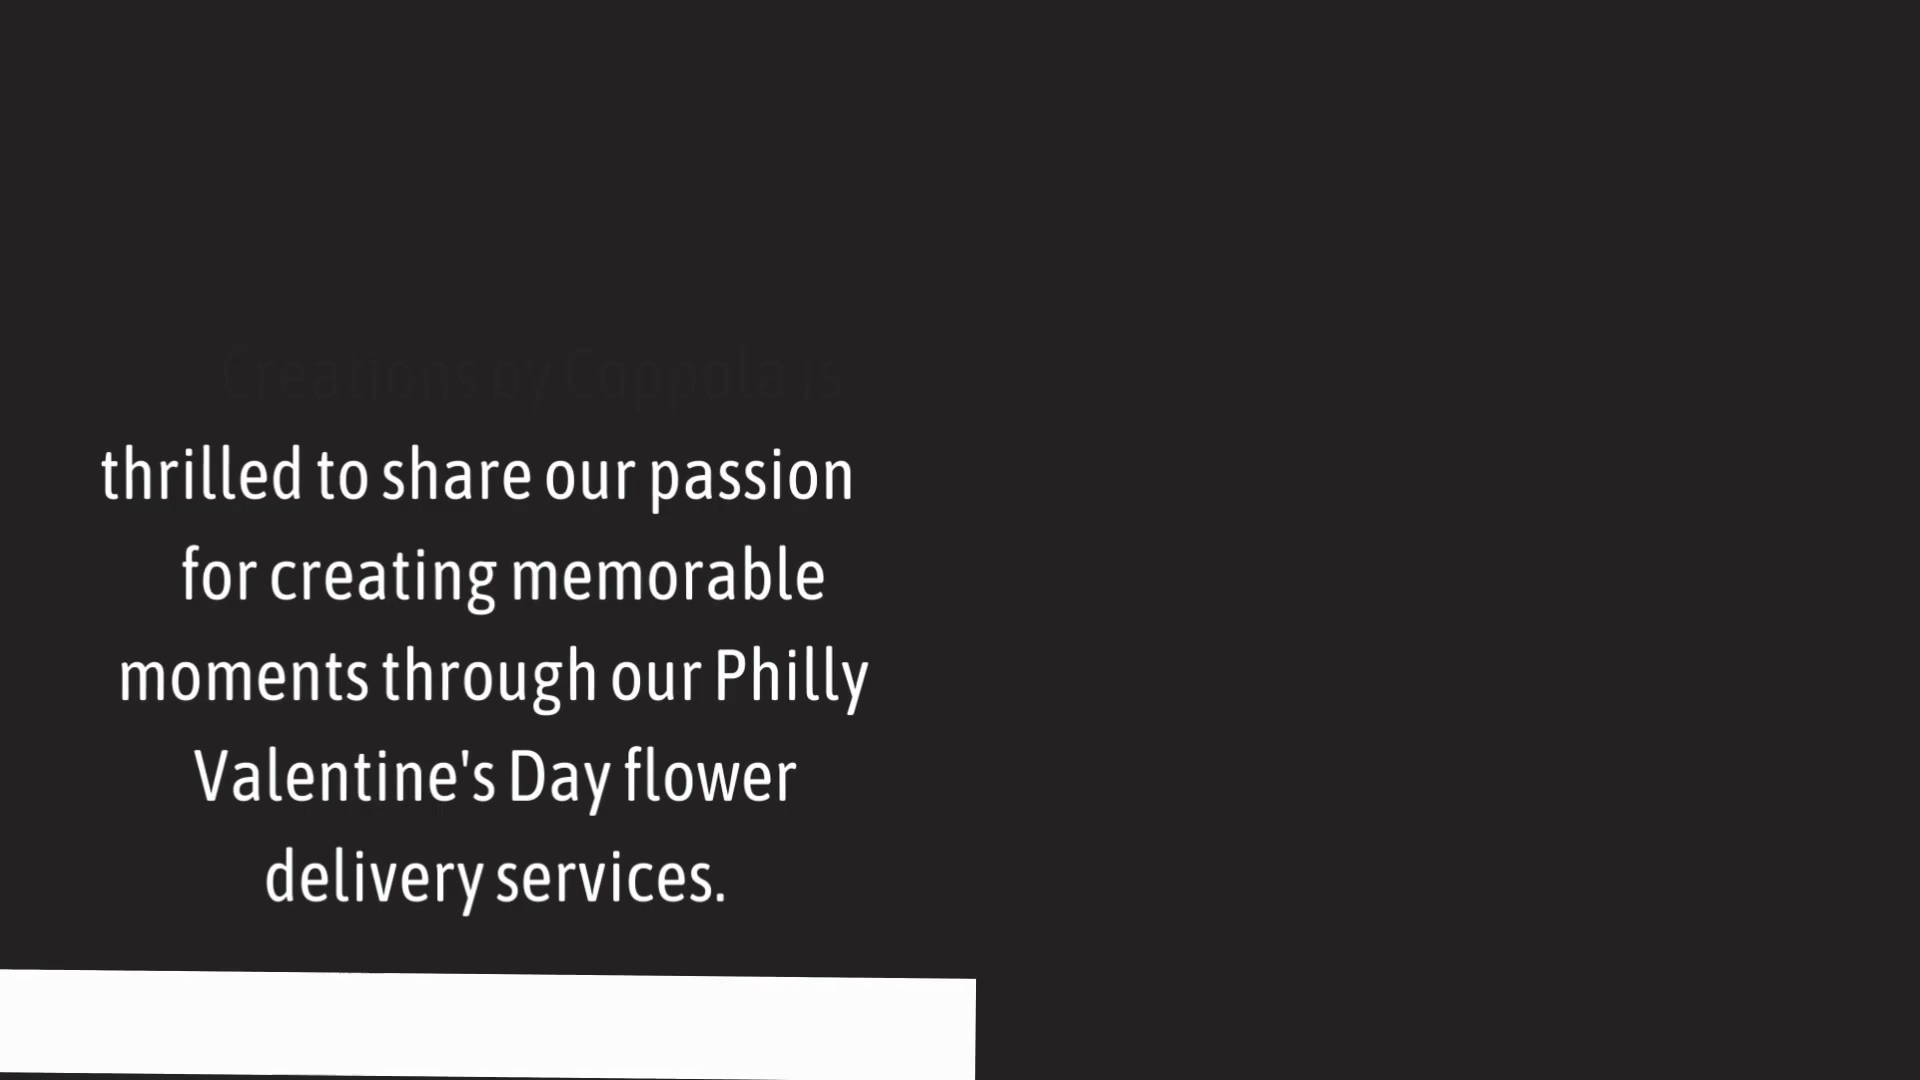 Creations by Coppola is
thrilled to share our passion
for creating memorable
moments through our Philly
Valentine's Day flower
delivery services.